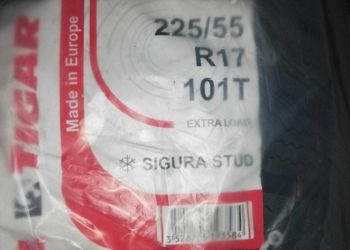 TIGAR
Made in Europe
225/55
R17
101T
EXTRA LOAD
SIGURA STUD